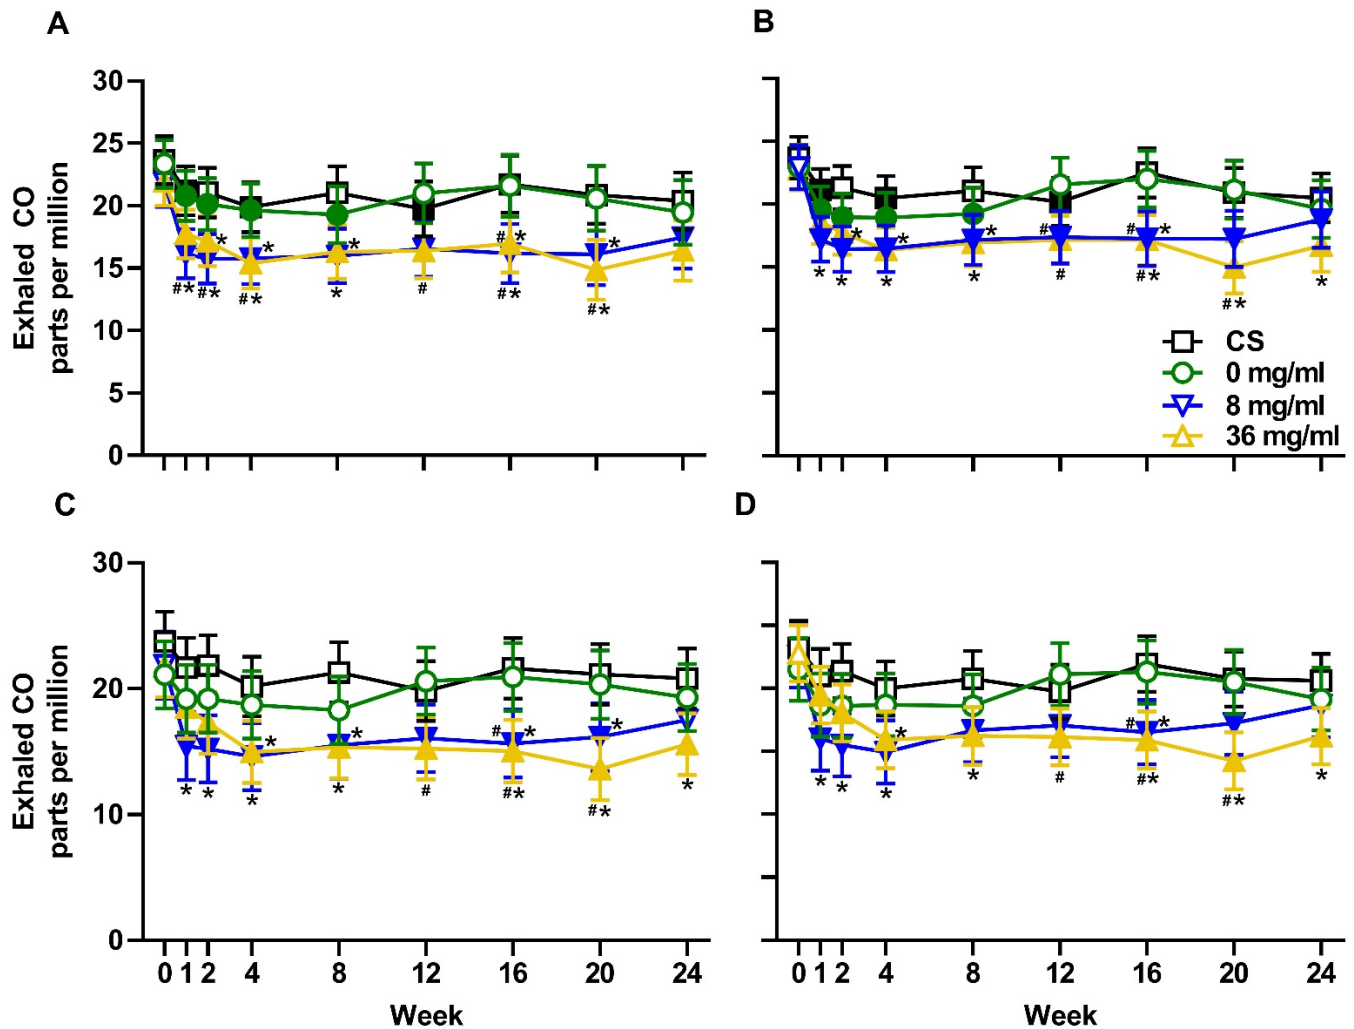 A
B
30
25
20
15
10
5
0
Exhaled CO
parts per million
* * * #* *
#* #* #* * # #* #*
* * * # #* *
* * * * # #* #* *
CS
0 mg/ml
8 mg/ml
36 mg/ml
C
D
30
20
10
0
Exhaled CO
parts per million
* * #* *
* * * * # #* #* *
* #*
* * * * # #* #* *
0 1 2 4 8 12 16 20 24
0 1 2 4 8 12 16 20 24
Week
Week